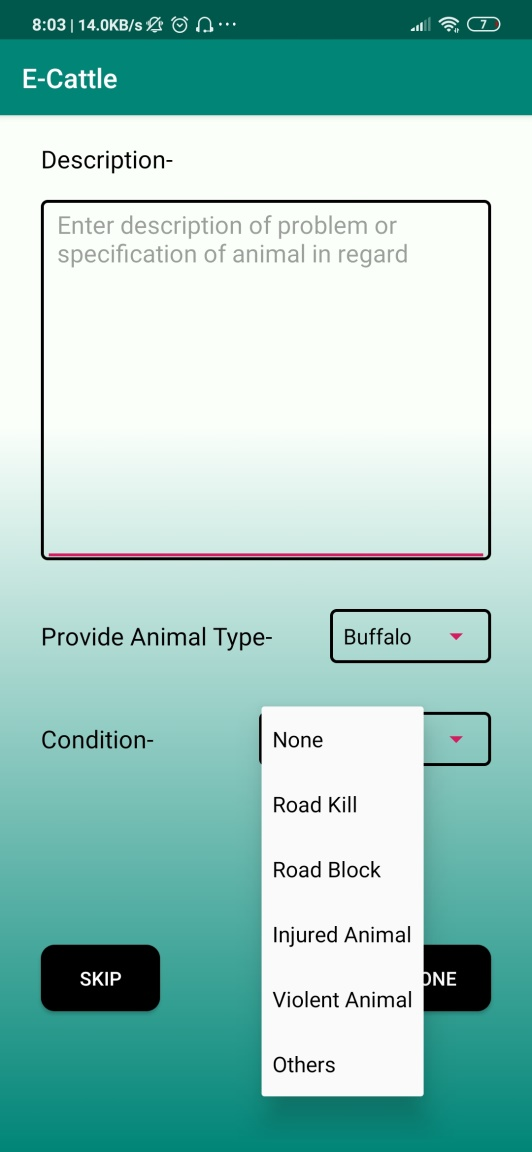 8:03 | 14.0KB/s ...
7
E-Cattle
Description-
Enter description of problem or
specification of animal in regard
Provide Animal Type-
Buffalo
Condition-
None
Road Kill
Road Block
Injured Animal
Violent Animal
Others
SKIP
ONE